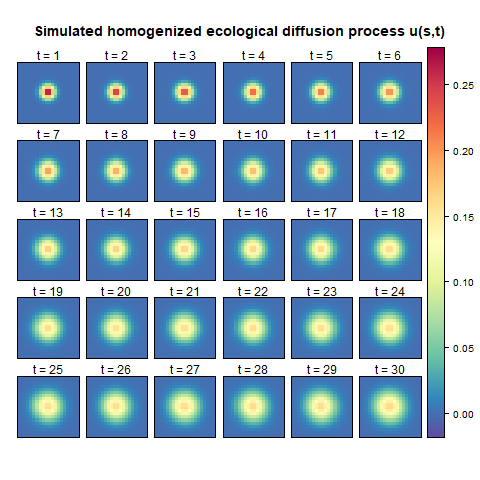 Simulated homogenized ecological diffusion process u(s,t)
t = 1 t = 2 t = 3 t = 4 t = 5 t = 6
t = 7 t = 8 t = 9 t = 10 t = 11 t = 12
t = 13 t = 14 t = 15 t = 16 t = 17 t = 18
t = 19 t = 20 t = 21 t = 22 t = 23 t = 24
t = 25 t = 26 t = 27 t = 28 t = 29 t = 30
0.25
0.20
0.15
0.10
0.05
0.00